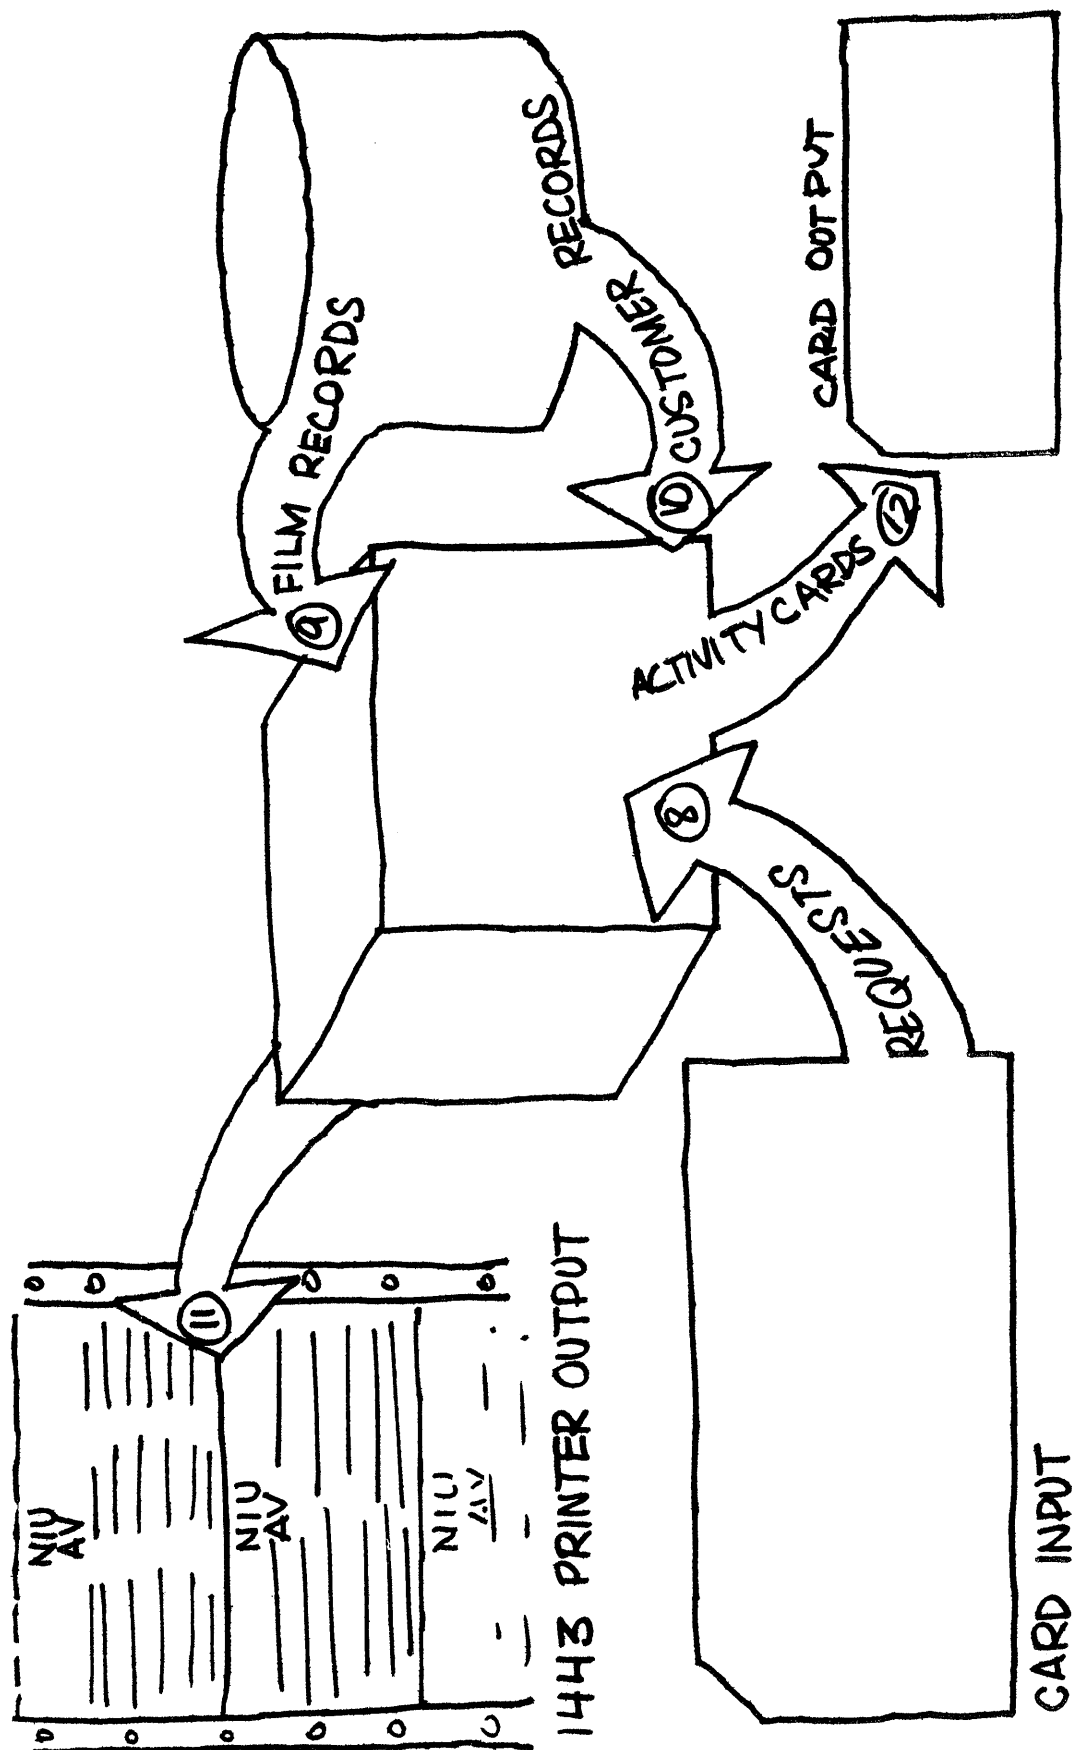 NIU
AV
NIU
AV
NIU
AV
11
1443 PRINTER OUTPUT
9 FILM RECORDS
RECORDS
10 CUSTOMER
8
REQUESTS
ACTIVITY CARDS
12
CARD INPUT
CARD OUTPUT